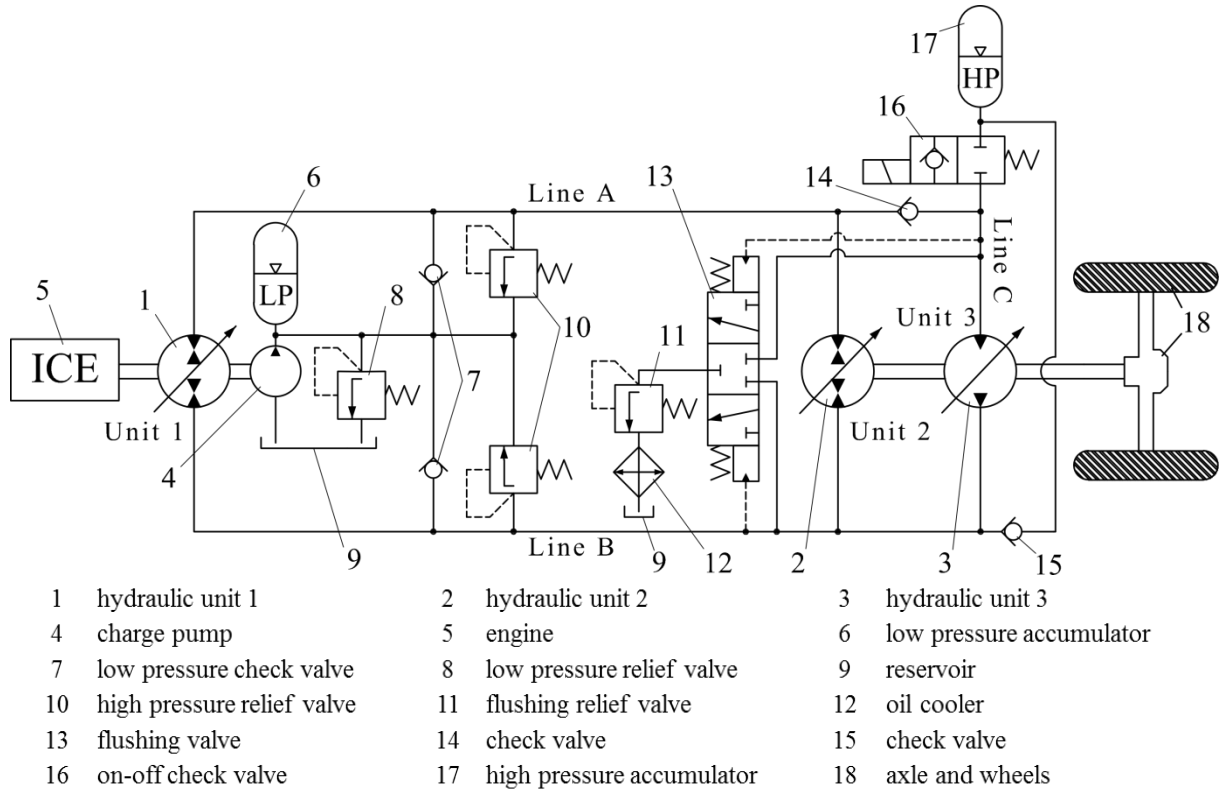 17
HP
16
6
13
14
Line A
Line C
5
1
LP
8
10
11
Unit 3
18
ICE
7
Unit 1
4
Unit 2
9
Line B
9
12
2
3
15
1 hydraulic unit 1 2 hydraulic unit 2 3 hydraulic unit 3
4 charge pump 5 engine 6 low pressure accumulator
7 low pressure check valve 8 low pressure relief valve 9 reservoir
10 high pressure relief valve 11 flushing relief valve 12 oil cooler
13 flushing valve 14 check valve 15 check valve
16 on-off check valve 17 high pressure accumulator 18 axle and wheels